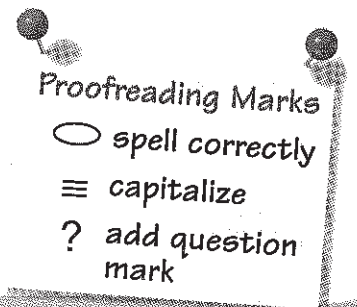 Proofreading Marks
spell correctly
≡ capitalize
? add question
mark